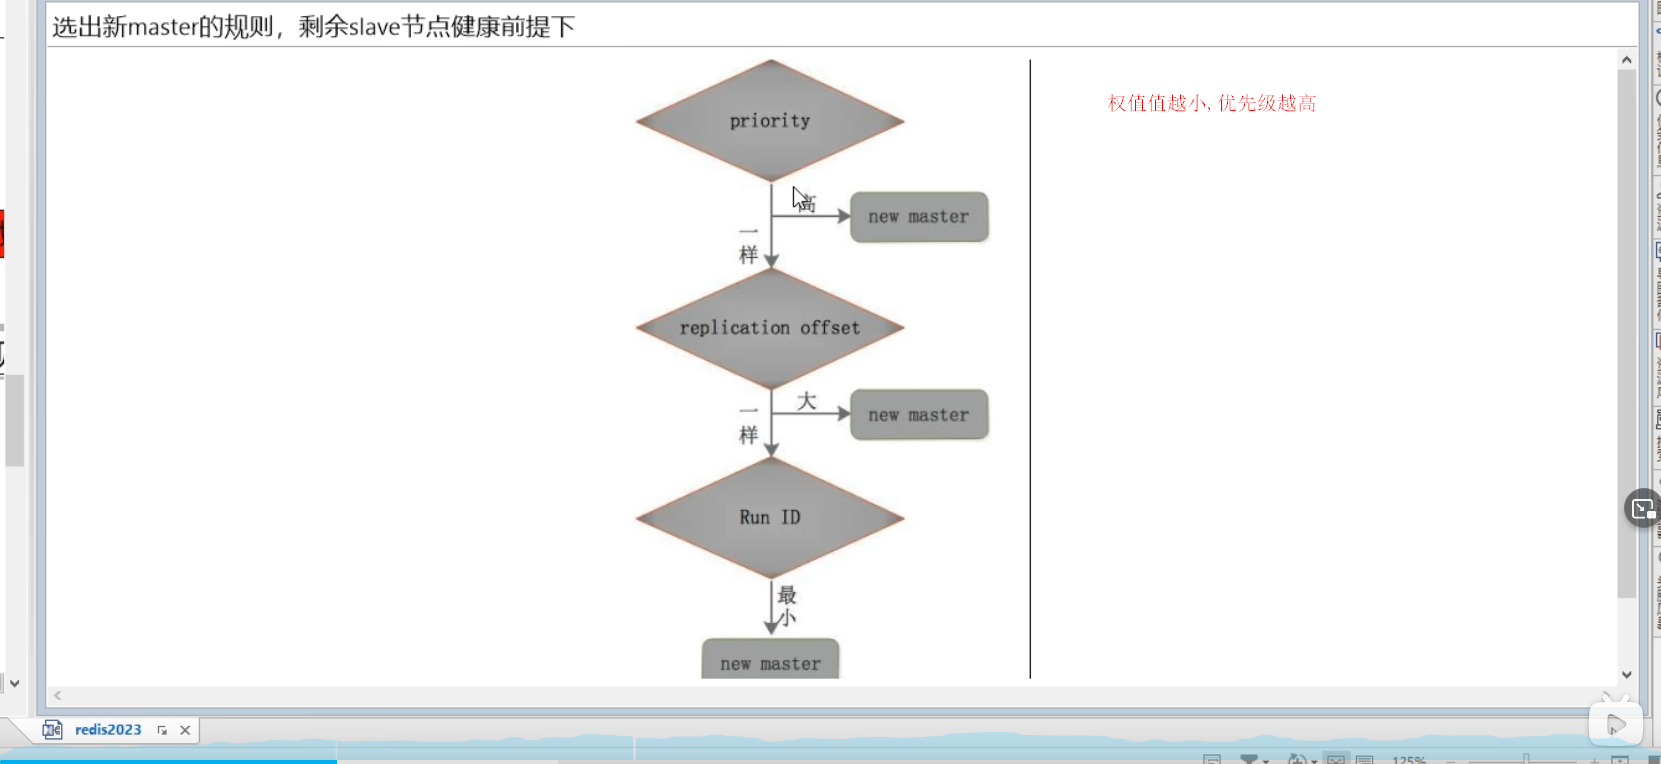 选出新master的规则，剩余slave节点健康前提下
权值值越小, 优先级越高
priority
高
new master
一样
replication offset
大
new master
一样
Run ID
最小
new master
redis2023
125%